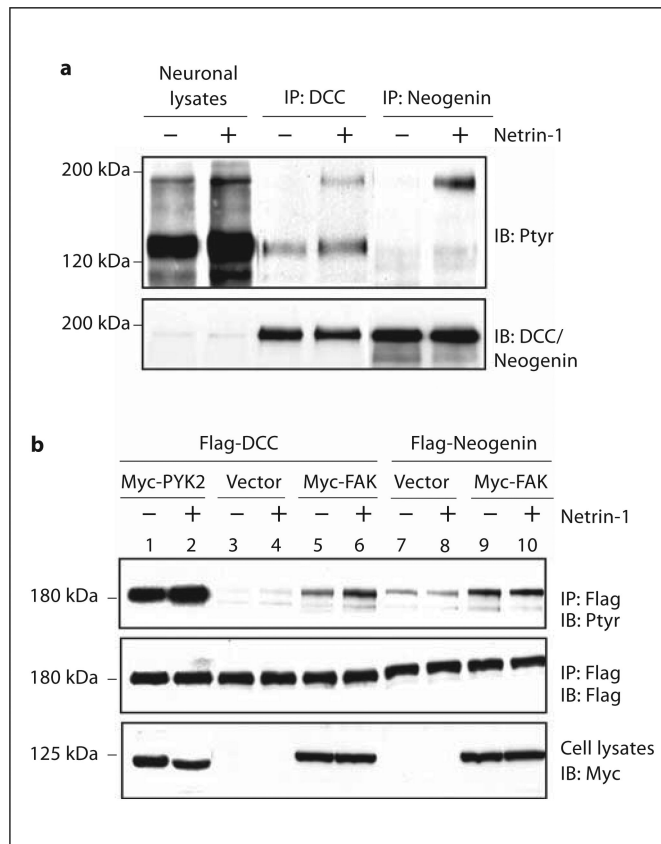 a
Neuronal lysates IP: DCC IP: Neogenin
− + − + − + Netrin-1
200 kDa
120 kDa
IB: Ptyr
200 kDa
IB: DCC/
Neogenin
b
Flag-DCC Flag-Neogenin
Myc-PYK2 Vector Myc-FAK Vector Myc-FAK
− + − + − + − + − + Netrin-1
1 2 3 4 5 6 7 8 9 10
180 kDa
IP: Flag
IB: Ptyr
180 kDa
IP: Flag
IB: Flag
125 kDa
Cell lysates
IB: Myc